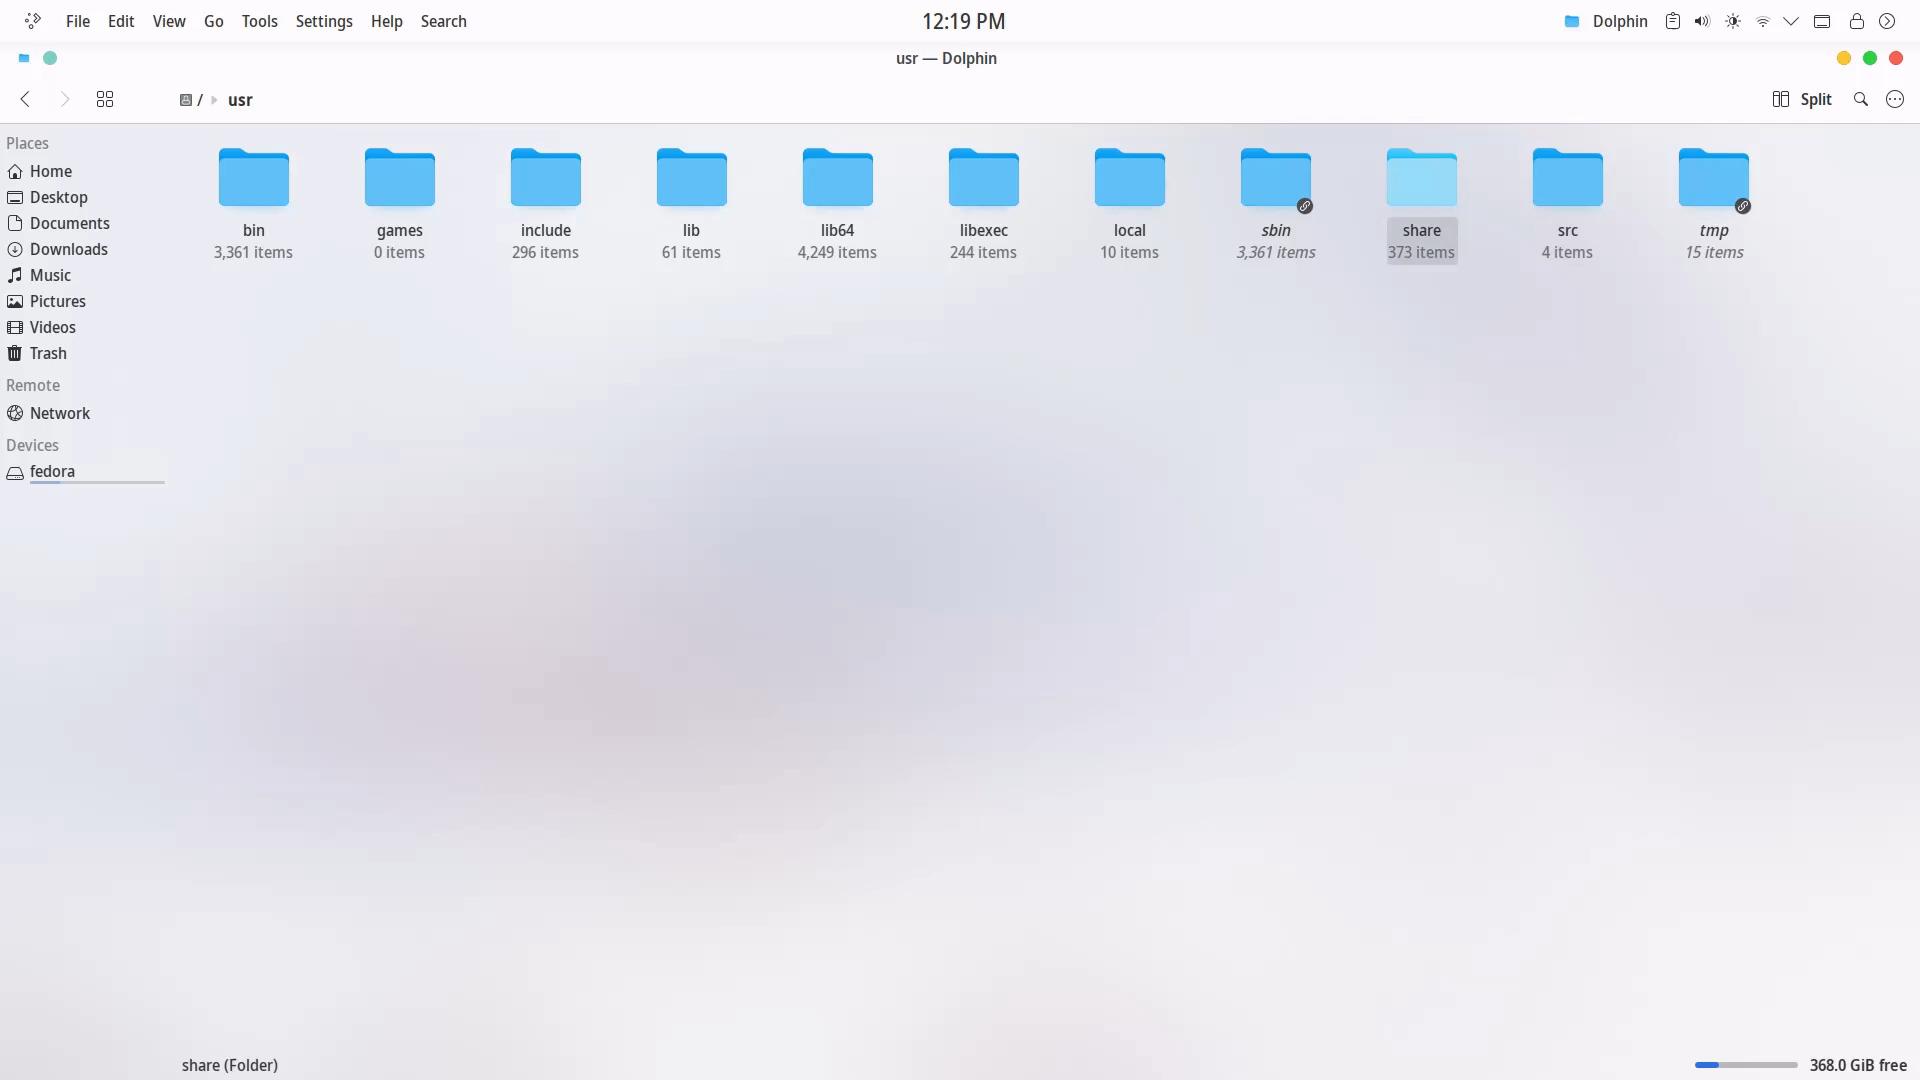 File Edit View Go Tools Settings Help Search
12:19 PM
Dolphin
usr — Dolphin
/ usr
Split
Places
Home
Desktop
Documents
Downloads
Music
Pictures
Videos
Trash
Remote
Network
Devices
fedora
bin games include lib lib64 libexec local sbin share src tmp
3,361 items 0 items 296 items 61 items 4,249 items 244 items 10 items 3,361 items 373 items 4 items 15 items
share (Folder)
368.0 GiB free